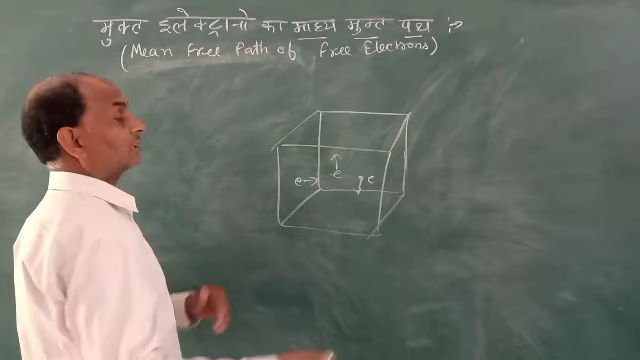 मुक्त इलेक्ट्रानो का माध्य मुक्त पथ :→
(Mean Free Path of Free Electrons)
e
e→ e